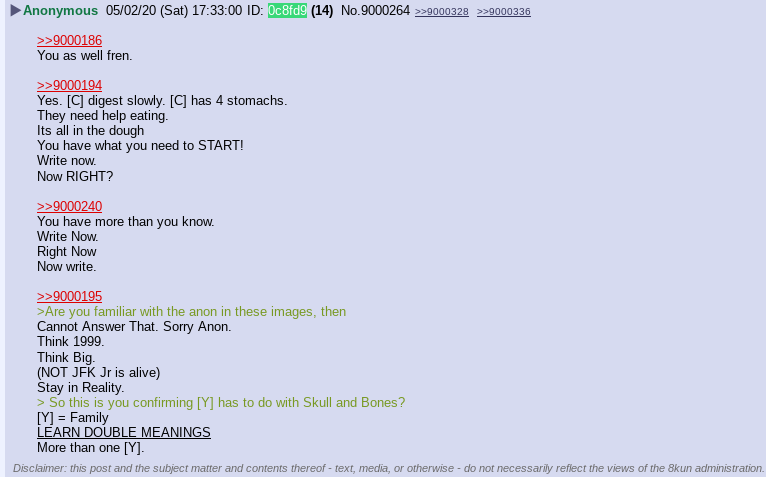 ▶Anonymous 05/02/20 (Sat) 17:33:00 ID: 0c8fd9 (14) No.9000264 >>9000328 >>9000336
>>9000186
You as well fren.
>>9000194
Yes. [C] digest slowly. [C] has 4 stomachs.
They need help eating.
Its all in the dough
You have what you need to START!
Write now.
Now RIGHT?
>>9000240
You have more than you know.
Write Now.
Right Now
Now write.
>>9000195
>Are you familiar with the anon in these images, then
Cannot Answer That. Sorry Anon.
Think 1999.
Think Big.
(NOT JFK Jr is alive)
Stay in Reality.
> So this is you confirming [Y] has to do with Skull and Bones?
[Y] = Family
LEARN DOUBLE MEANINGS
More than one [Y].
Disclaimer: this post and the subject matter and contents thereof - text, media, or otherwise - do not necessarily reflect the views of the 8kun administration.